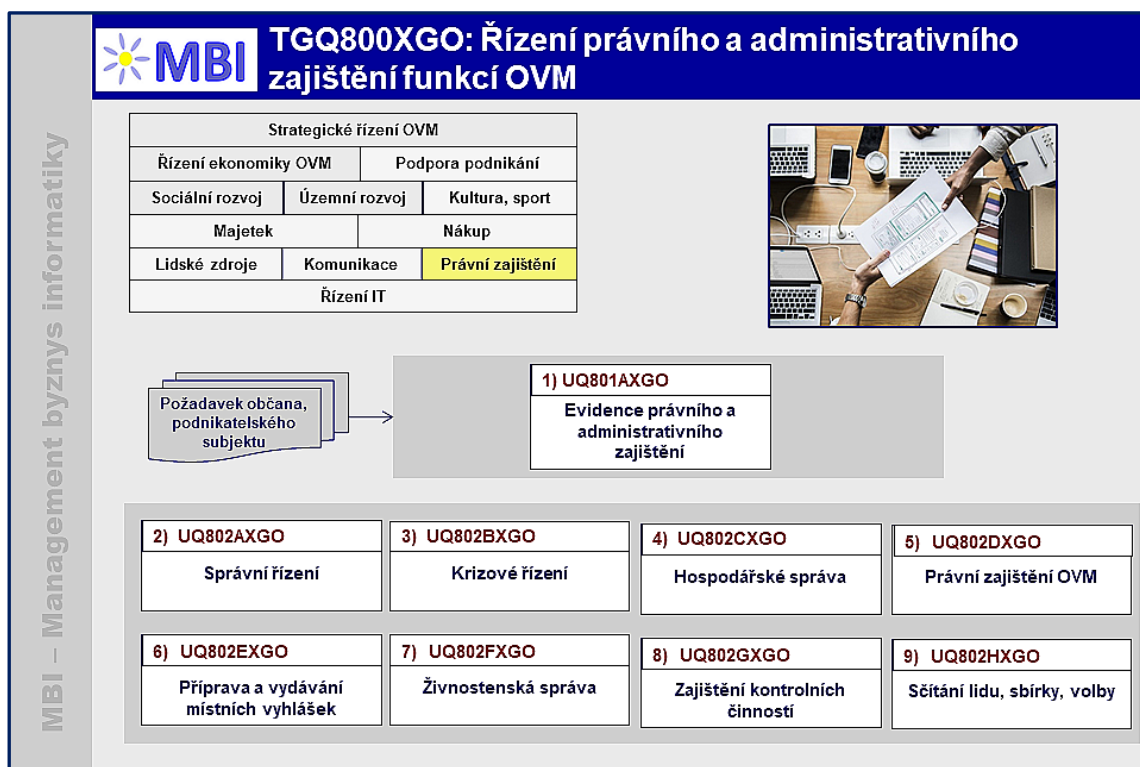 MBI
TGQ800XGO: Řízení právního a administrativního
zajištění funkcí OVM
MBI – Management byznys informatiky
Strategické řízení OVM
Řízení ekonomiky OVM
Podpora podnikání
Sociální rozvoj
Územní rozvoj
Kultura, sport
Majetek
Nákup
Lidské zdroje
Komunikace
Právní zajištění
Řízení IT
Požadavek občana,
podnikatelského
subjektu
1) UQ801AXGO
Evidence právního a
administrativního
zajištění
2) UQ802AXGO
Správní řízení
3) UQ802BXGO
Krizové řízení
4) UQ802CXGO
Hospodářské správa
5) UQ802DXGO
Právní zajištění OVM
6) UQ802EXGO
Příprava a vydávání
místních vyhlášek
7) UQ802FXGO
Živnostenská správa
8) UQ802GXGO
Zajištění kontrolních
činností
9) UQ802HXGO
Sčítání lidu, sbírky, volby